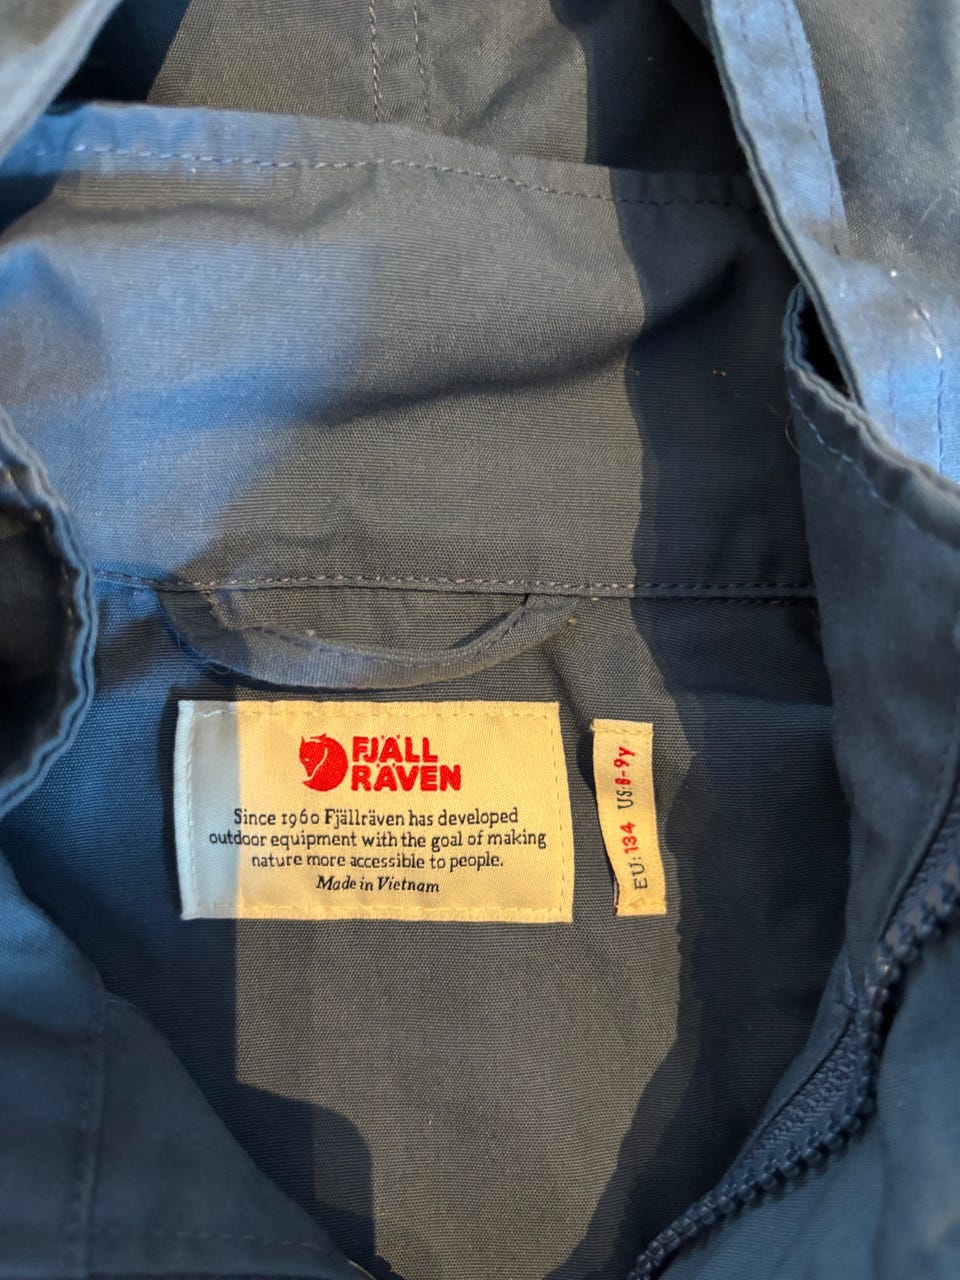 FJÄLL
RÄVEN
Since 1960 Fjällräven has developed
outdoor equipment with the goal of making
nature more accessible to people.
Made in Vietnam
EU: 134 US: 8-9y